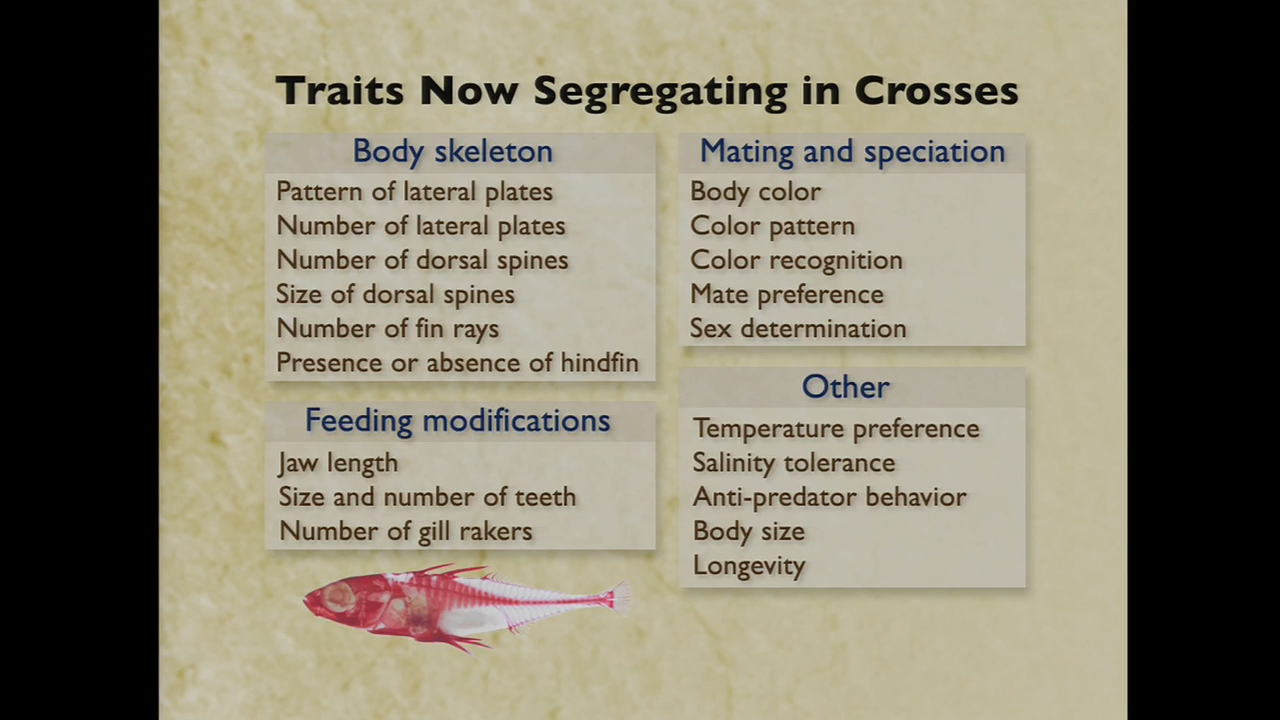 Traits Now Segregating in Crosses
Body skeleton
Pattern of lateral plates
Number of lateral plates
Number of dorsal spines
Size of dorsal spines
Number of fin rays
Presence or absence of hindfin
Feeding modifications
Jaw length
Size and number of teeth
Number of gill rakers
Mating and speciation
Body color
Color pattern
Color recognition
Mate preference
Sex determination
Other
Temperature preference
Salinity tolerance
Anti-predator behavior
Body size
Longevity